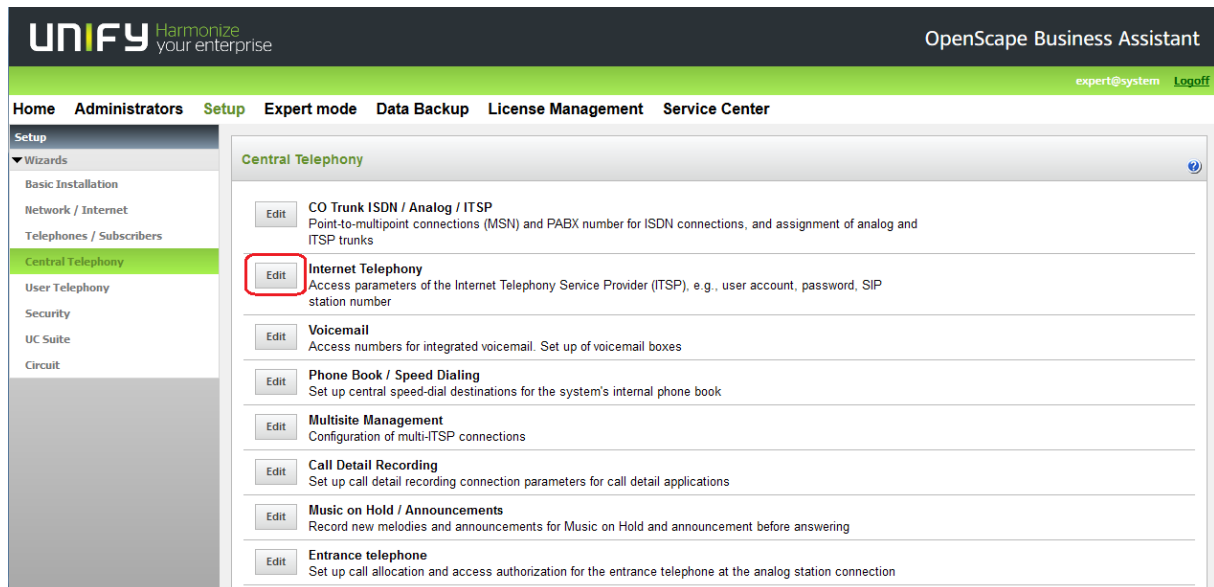 UNIFY Harmonize
your enterprise
OpenScape Business Assistant
expert@system Logoff
Home Administrators Setup Expert mode Data Backup License Management Service Center
Setup
Wizards
Basic Installation
Network / Internet
Telephones / Subscribers
Central Telephony
User Telephony
Security
UC Suite
Circuit
Central Telephony
?
Edit
CO Trunk ISDN / Analog / ITSP
Point-to-multipoint connections (MSN) and PABX number for ISDN connections, and assignment of analog and
ITSP trunks
Edit
Internet Telephony
Access parameters of the Internet Telephony Service Provider (ITSP), e.g., user account, password, SIP
station number
Edit
Voicemail
Access numbers for integrated voicemail. Set up of voicemail boxes
Edit
Phone Book / Speed Dialing
Set up central speed-dial destinations for the system's internal phone book
Edit
Multisite Management
Configuration of multi-ITSP connections
Edit
Call Detail Recording
Set up call detail recording connection parameters for call detail applications
Edit
Music on Hold / Announcements
Record new melodies and announcements for Music on Hold and announcement before answering
Edit
Entrance telephone
Set up call allocation and access authorization for the entrance telephone at the analog station connection